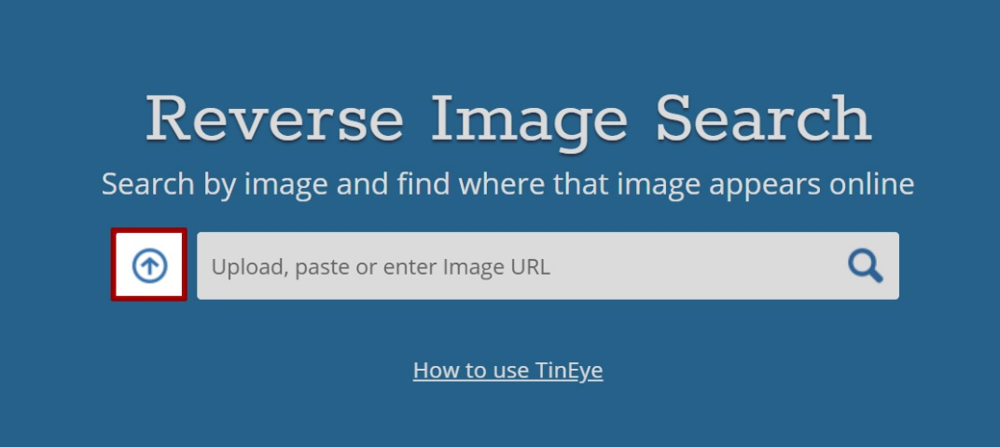 Reverse Image Search
Search by image and find where that image appears online
Upload, paste or enter Image URL
How to use TinEye